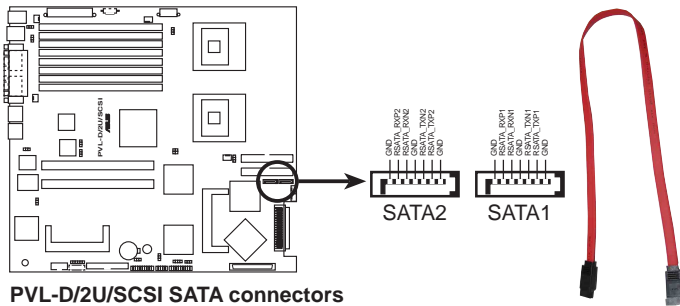 PVL-D/2U/SCSI
ASUS
GND
RSATA_RXP2
RSATA_RXN2
GND
RSATA_TXN2
RSATA_TXP2
GND
SATA2
GND
RSATA_RXP1
RSATA_RXN1
GND
RSATA_TXN1
RSATA_TXP1
GND
SATA1
PVL-D/2U/SCSI SATA connectors